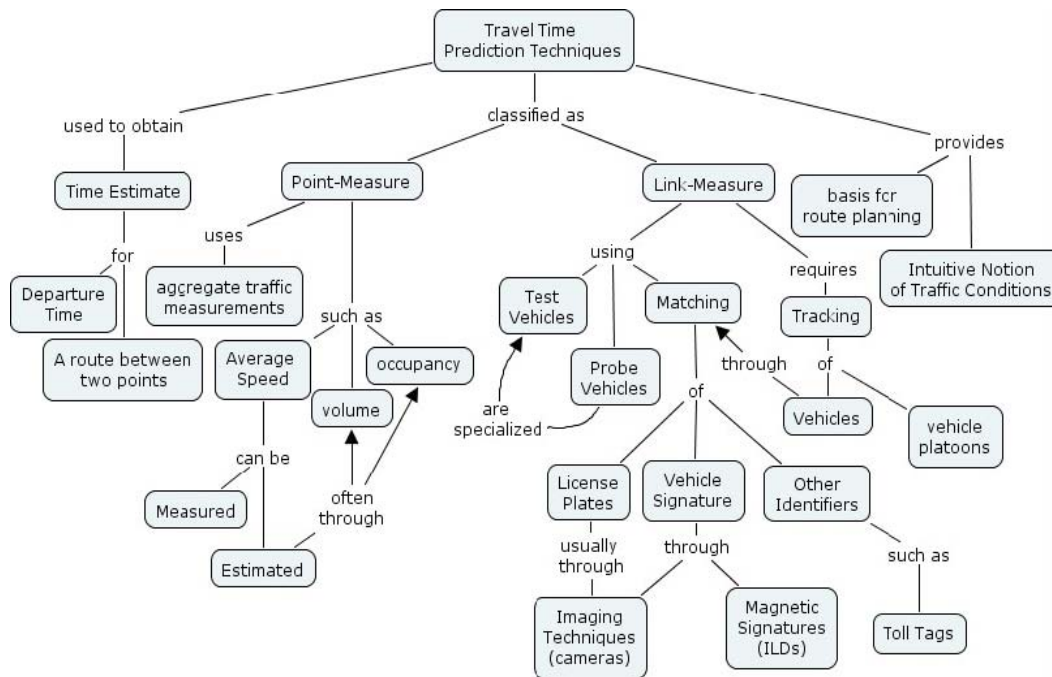 Travel Time
Prediction Techniques
used to obtain
classified as
provides
Time Estimate
Point-Measure
Link-Measure
basis for
route planning
for
uses
using
requires
Intuitive Notion
of Traffic Conditions
Departure
Time
aggregate traffic
measurements
such as
Test
Vehicles
Matching
Tracking
A route between
two points
Average
Speed
occupancy
volume
Probe
Vehicles
through
of
are
specialized
of
Vehicles
vehicle
platoons
can be
Measured
often
through
Estimated
License
Plates
Vehicle
Signature
Other
Identifiers
usually
through
through
such as
Imaging
Techniques
(cameras)
Magnetic
Signatures
(ILDs)
Toll Tags